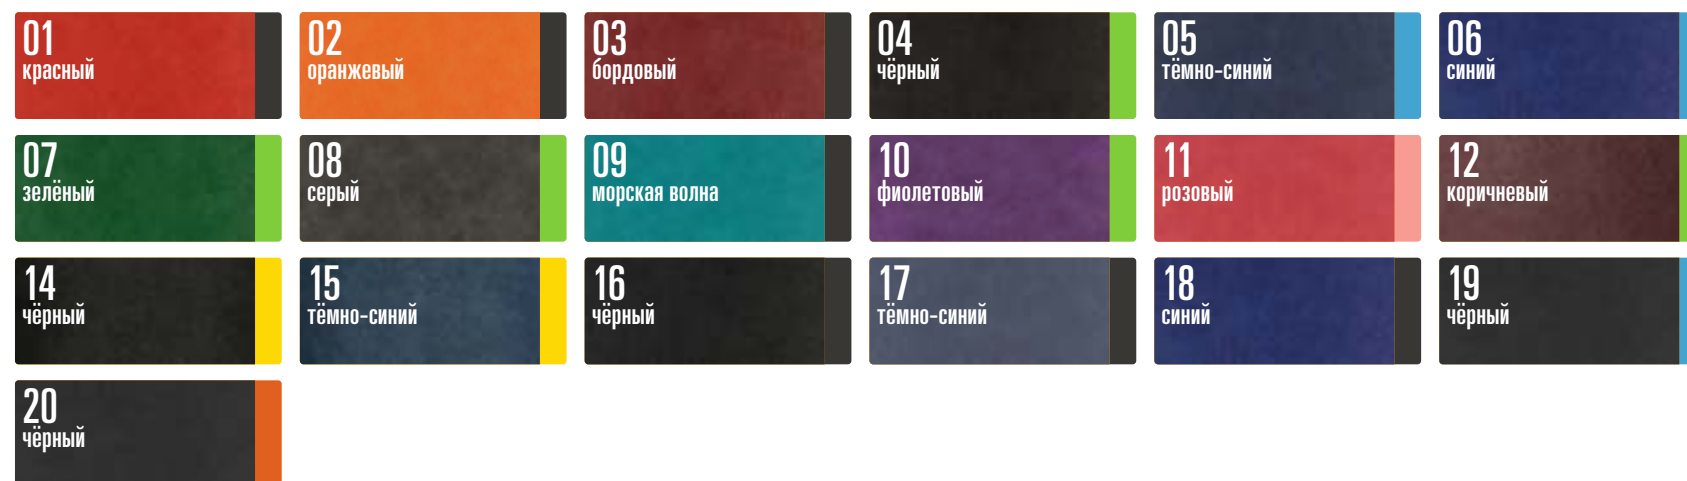 01
красный
02
оранжевый
03
бордовый
04
чёрный
05
тёмно-синий
06
синий
07
зелёный
08
серый
09
морская волна
10
фиолетовый
11
розовый
12
коричневый
14
чёрный
15
тёмно-синий
16
чёрный
17
тёмно-синий
18
синий
19
чёрный
20
чёрный